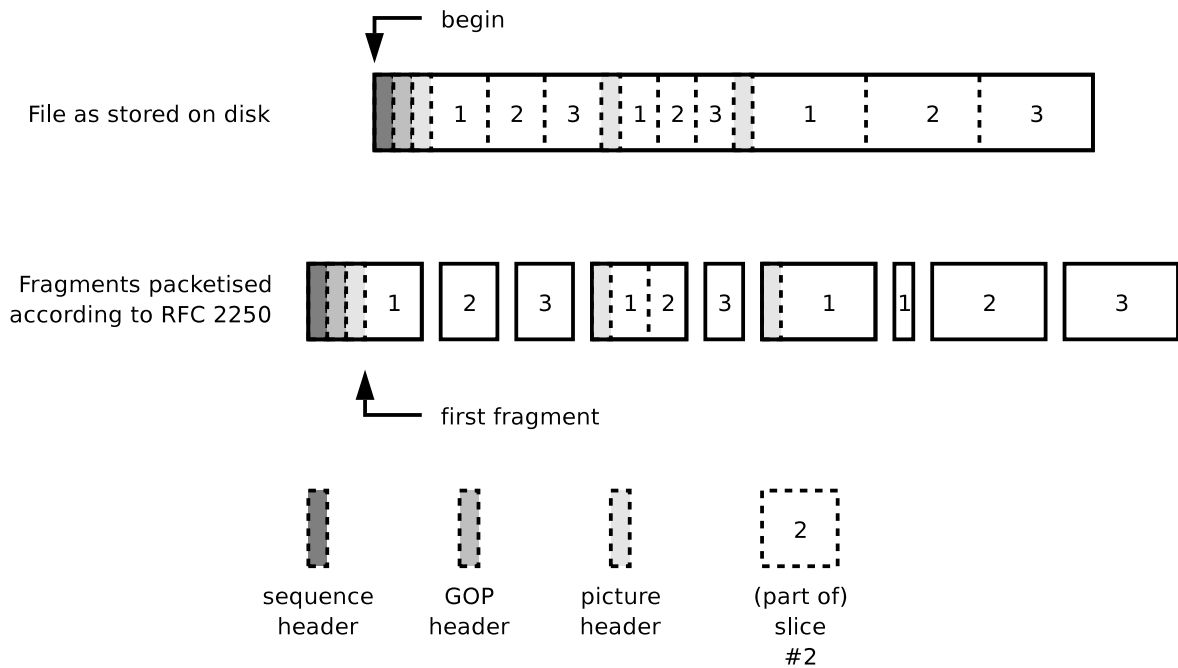 begin
File as stored on disk
1 2 3 1 2 3 1 2 3
Fragments packetised
according to RFC 2250
1 2 3 1 2 3 1 1 2 3
first fragment
2
sequence
header
GOP
header
picture
header
(part of)
slice
#2